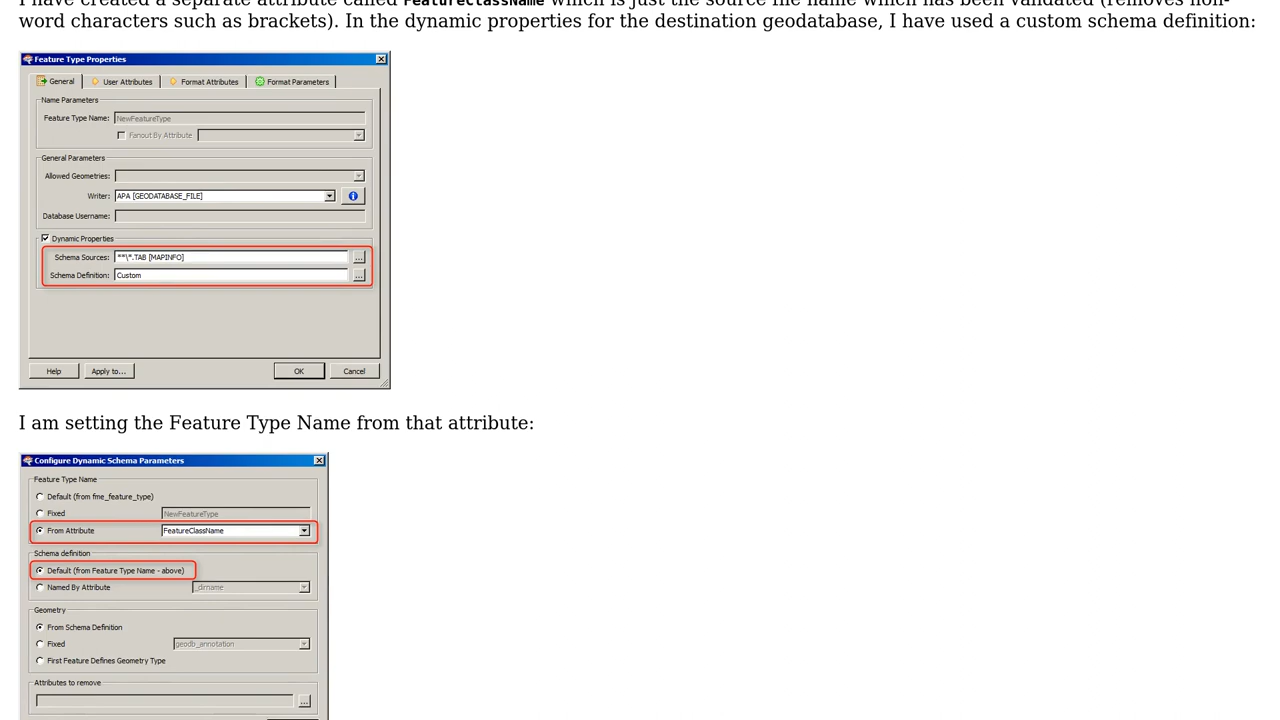 I have created a separate attribute called FeatureClassName which is just the source file name which has been validated (removes non-
word characters such as brackets). In the dynamic properties for the destination geodatabase, I have used a custom schema definition:
Feature Type Properties
General
User Attributes
Format Attributes
Format Parameters
Name Parameters
Feature Type Name: NewFeatureType
Fanout By Attribute
General Parameters
Allowed Geometries:
Writer: APA [GEODATABASE_FILE]
Database Username:
Dynamic Properties
Schema Sources: **\*.TAB [MAPINFO] ...
Schema Definition: Custom ...
Help
Apply to...
OK
Cancel
I am setting the Feature Type Name from that attribute:
Configure Dynamic Schema Parameters
Feature Type Name
Default (from fme_feature_type)
Fixed NewFeatureType
From Attribute FeatureClassName
Schema definition
Default (from Feature Type Name - above)
Named By Attribute _dirname
Geometry
From Schema Definition
Fixed geodb_annotation
First Feature Defines Geometry Type
Attributes to remove
...